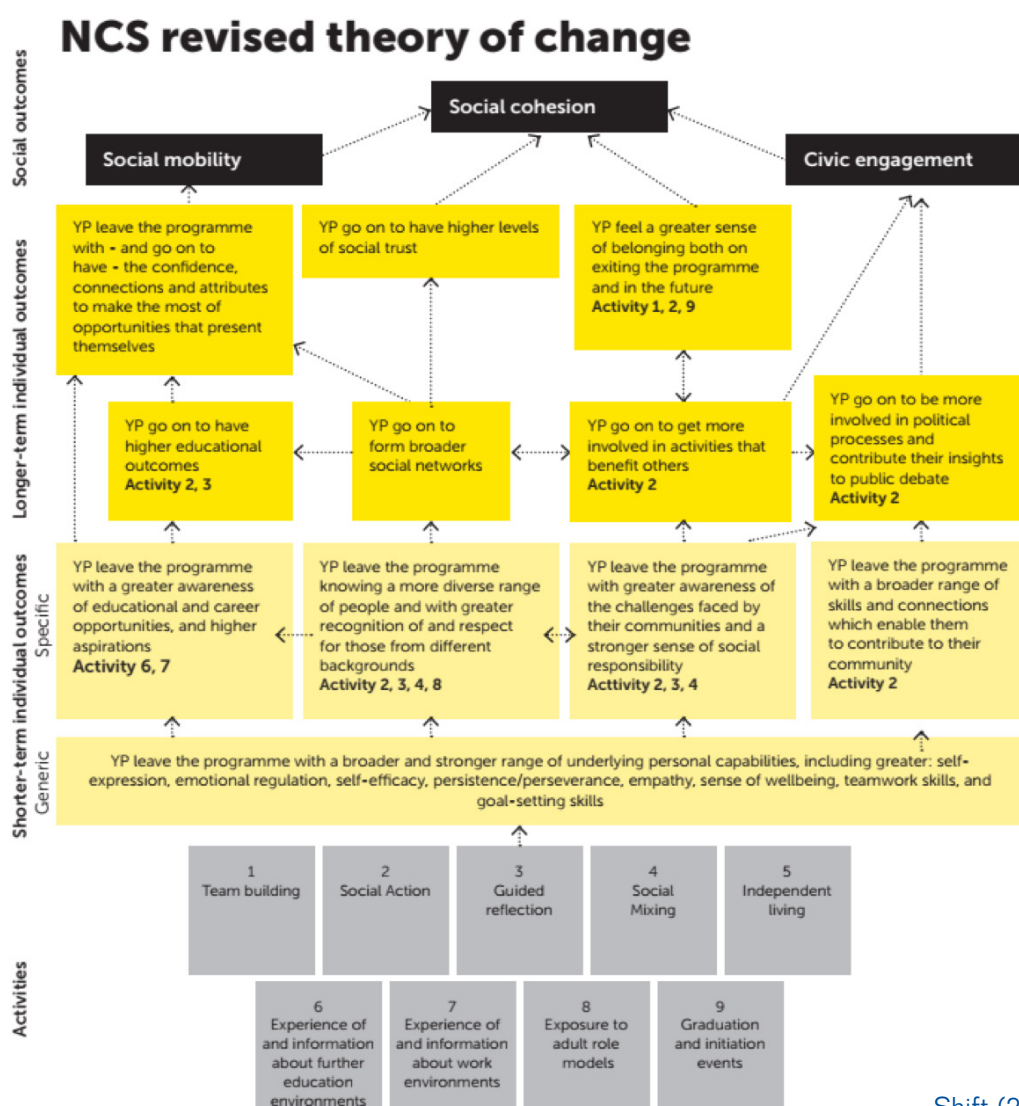 NCS revised theory of change
Social outcomes
Social cohesion
Social mobility
Civic engagement
Longer-term individual outcomes
YP leave the programme
with - and go on to
have - the confidence,
connections and attributes
to make the most of
opportunities that present
themselves
YP go on to have higher levels
of social trust
YP feel a greater sense
of belonging both on
exiting the programme
and in the future
Activity 1, 2, 9
YP go on to have
higher educational
outcomes
Activity 2, 3
YP go on to
form broader
social networks
YP go on to get more
involved in activities that
benefit others
Activity 2
YP go on to be more
involved in political
processes and
contribute their insights
to public debate
Activity 2
Shorter-term individual outcomes
Specific
YP leave the programme
with a greater awareness
of educational and career
opportunities, and higher
aspirations
Activity 6, 7
YP leave the programme
knowing a more diverse range
of people and with greater
recognition of and respect
for those from different
backgrounds
Activity 2, 3, 4, 8
YP leave the programme
with greater awareness of
the challenges faced by
their communities and a
stronger sense of social
responsibility
Acttivity 2, 3, 4
YP leave the programme
with a broader range of
skills and connections
which enable them
to contribute to their
community
Activity 2
Generic
YP leave the programme with a broader and stronger range of underlying personal capabilities, including greater: self-
expression, emotional regulation, self-efficacy, persistence/perseverance, empathy, sense of wellbeing, teamwork skills, and
goal-setting skills
Activities
1
Team building
2
Social Action
3
Guided
reflection
4
Social
Mixing
5
Independent
living
6
Experience of
and information
about further
education
environments
7
Experience of
and information
about work
environments
8
Exposure to
adult role
models
9
Graduation
and initiation
events
Shift